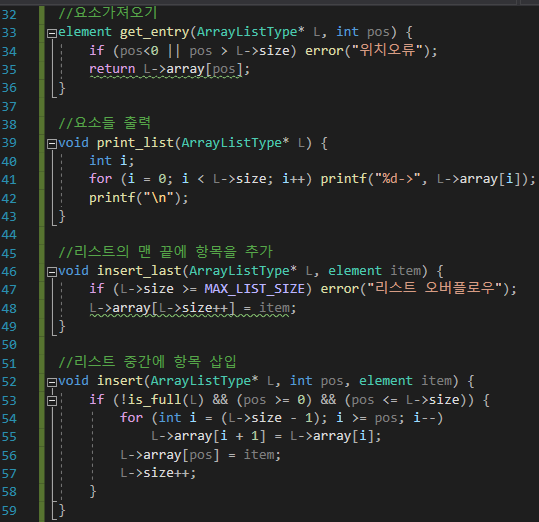 32 //요소가져오기
33 element get_entry(ArrayListType* L, int pos) {
34 if (pos<0 || pos > L->size) error("위치오류");
35 return L->array[pos];
36 }
37
38 //요소들 출력
39 void print_list(ArrayListType* L) {
40 int i;
41 for (i = 0; i < L->size; i++) printf("%d->", L->array[i]);
42 printf("\n");
43 }
44
45 //리스트의 맨 끝에 항목을 추가
46 void insert_last(ArrayListType* L, element item) {
47 if (L->size >= MAX_LIST_SIZE) error("리스트 오버플로우");
48 L->array[L->size++] = item;
49 }
50
51 //리스트 중간에 항목 삽입
52 void insert(ArrayListType* L, int pos, element item) {
53 if (!is_full(L) && (pos >= 0) && (pos <= L->size)) {
54 for (int i = (L->size - 1); i >= pos; i--)
55 L->array[i + 1] = L->array[i];
56 L->array[pos] = item;
57 L->size++;
58 }
59 }